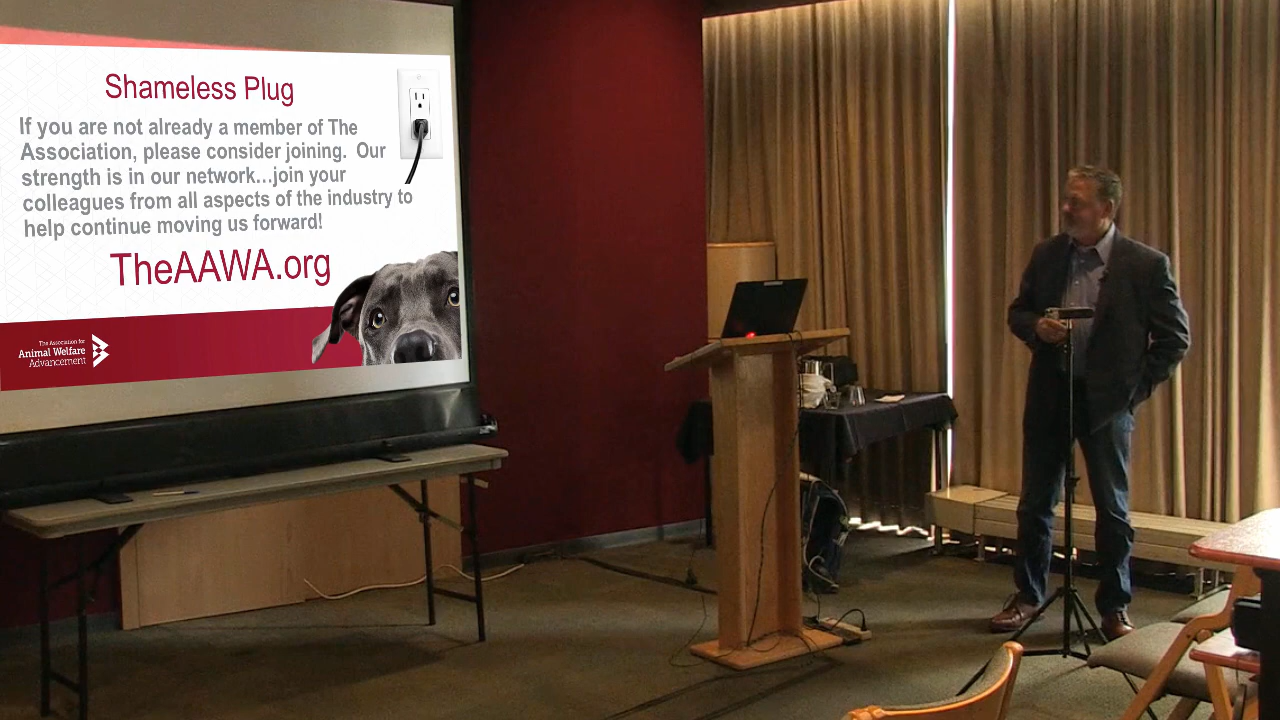 Shameless Plug
If you are not already a member of The
Association, please consider joining.  Our
strength is in our network...join your
colleagues from all aspects of the industry to
help continue moving us forward!
TheAAWA.org
The Association for
Animal Welfare
Advancement